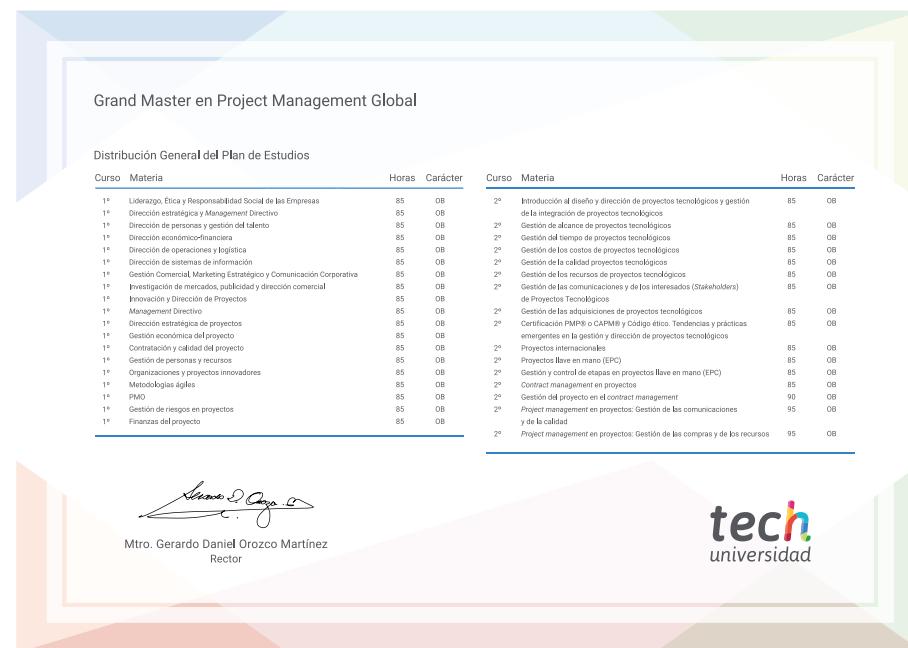 Grand Master en Project Management Global
Distribución General del Plan de Estudios
Curso Materia Horas Carácter
1º Liderazgo, Ética y Responsabilidad Social de las Empresas 85 OB
1º Dirección estratégica y Management Directivo 85 OB
1º Dirección de personas y gestión del talento 85 OB
1º Dirección económico-financiera 85 OB
1º Dirección de operaciones y logística 85 OB
1º Dirección de sistemas de información 85 OB
1º Gestión Comercial, Marketing Estratégico y Comunicación Corporativa 85 OB
1º Investigación de mercados, publicidad y dirección comercial 85 OB
1º Innovación y Dirección de Proyectos 85 OB
1º Management Directivo 85 OB
1º Dirección estratégica de proyectos 85 OB
1º Gestión económica del proyecto 85 OB
1º Contratación y calidad del proyecto 85 OB
1º Gestión de personas y recursos 85 OB
1º Organizaciones y proyectos innovadores 85 OB
1º Metodologías ágiles 85 OB
1º PMO 85 OB
1º Gestión de riesgos en proyectos 85 OB
1º Finanzas del proyecto 85 OB
Curso Materia Horas Carácter
2º Introducción al diseño y dirección de proyectos tecnológicos y gestión 85 OB
de la integración de proyectos tecnológicos
2º Gestión de alcance de proyectos tecnológicos 85 OB
2º Gestión del tiempo de proyectos tecnológicos 85 OB
2º Gestión de los costos de proyectos tecnológicos 85 OB
2º Gestión de la calidad proyectos tecnológicos 85 OB
2º Gestión de los recursos de proyectos tecnológicos 85 OB
2º Gestión de las comunicaciones y de los interesados (Stakeholders) 85 OB
de Proyectos Tecnológicos
2º Gestión de las adquisiciones de proyectos tecnológicos 85 OB
2º Certificación PMP® o CAPM® y Código ético. Tendencias y prácticas 85 OB
emergentes en la gestión y dirección de proyectos tecnológicos
2º Proyectos internacionales 85 OB
2º Proyectos llave en mano (EPC) 85 OB
2º Gestión y control de etapas en proyectos llave en mano (EPC) 85 OB
2º Contract management en proyectos 85 OB
2º Gestión del proyecto en el contract management 90 OB
2º Project management en proyectos: Gestión de las comunicaciones 95 OB
y de la calidad
2º Project management en proyectos: Gestión de las compras y de los recursos 95 OB
Mtro. Gerardo Daniel Orozco Martínez
Rector
tech
universidad